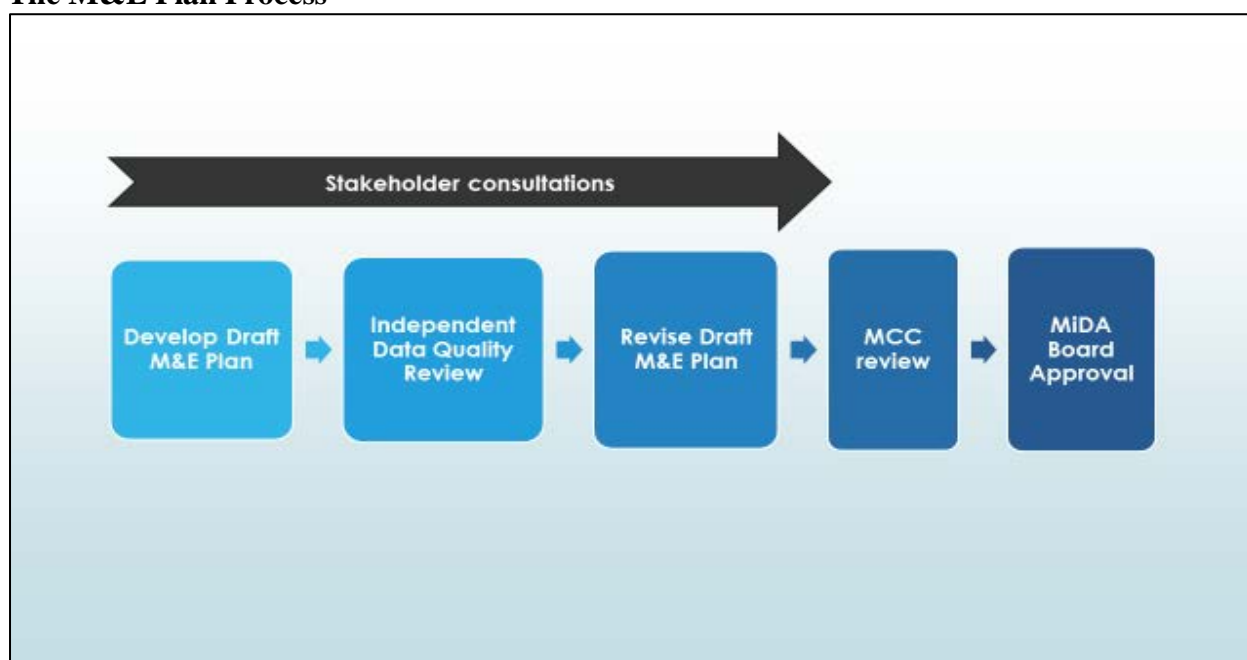 The M&E Plan Process
Stakeholder consultations
Develop Draft
M&E Plan
Independent
Data Quality
Review
Revise Draft
M&E Plan
MCC
review
MiDA
Board
Approval